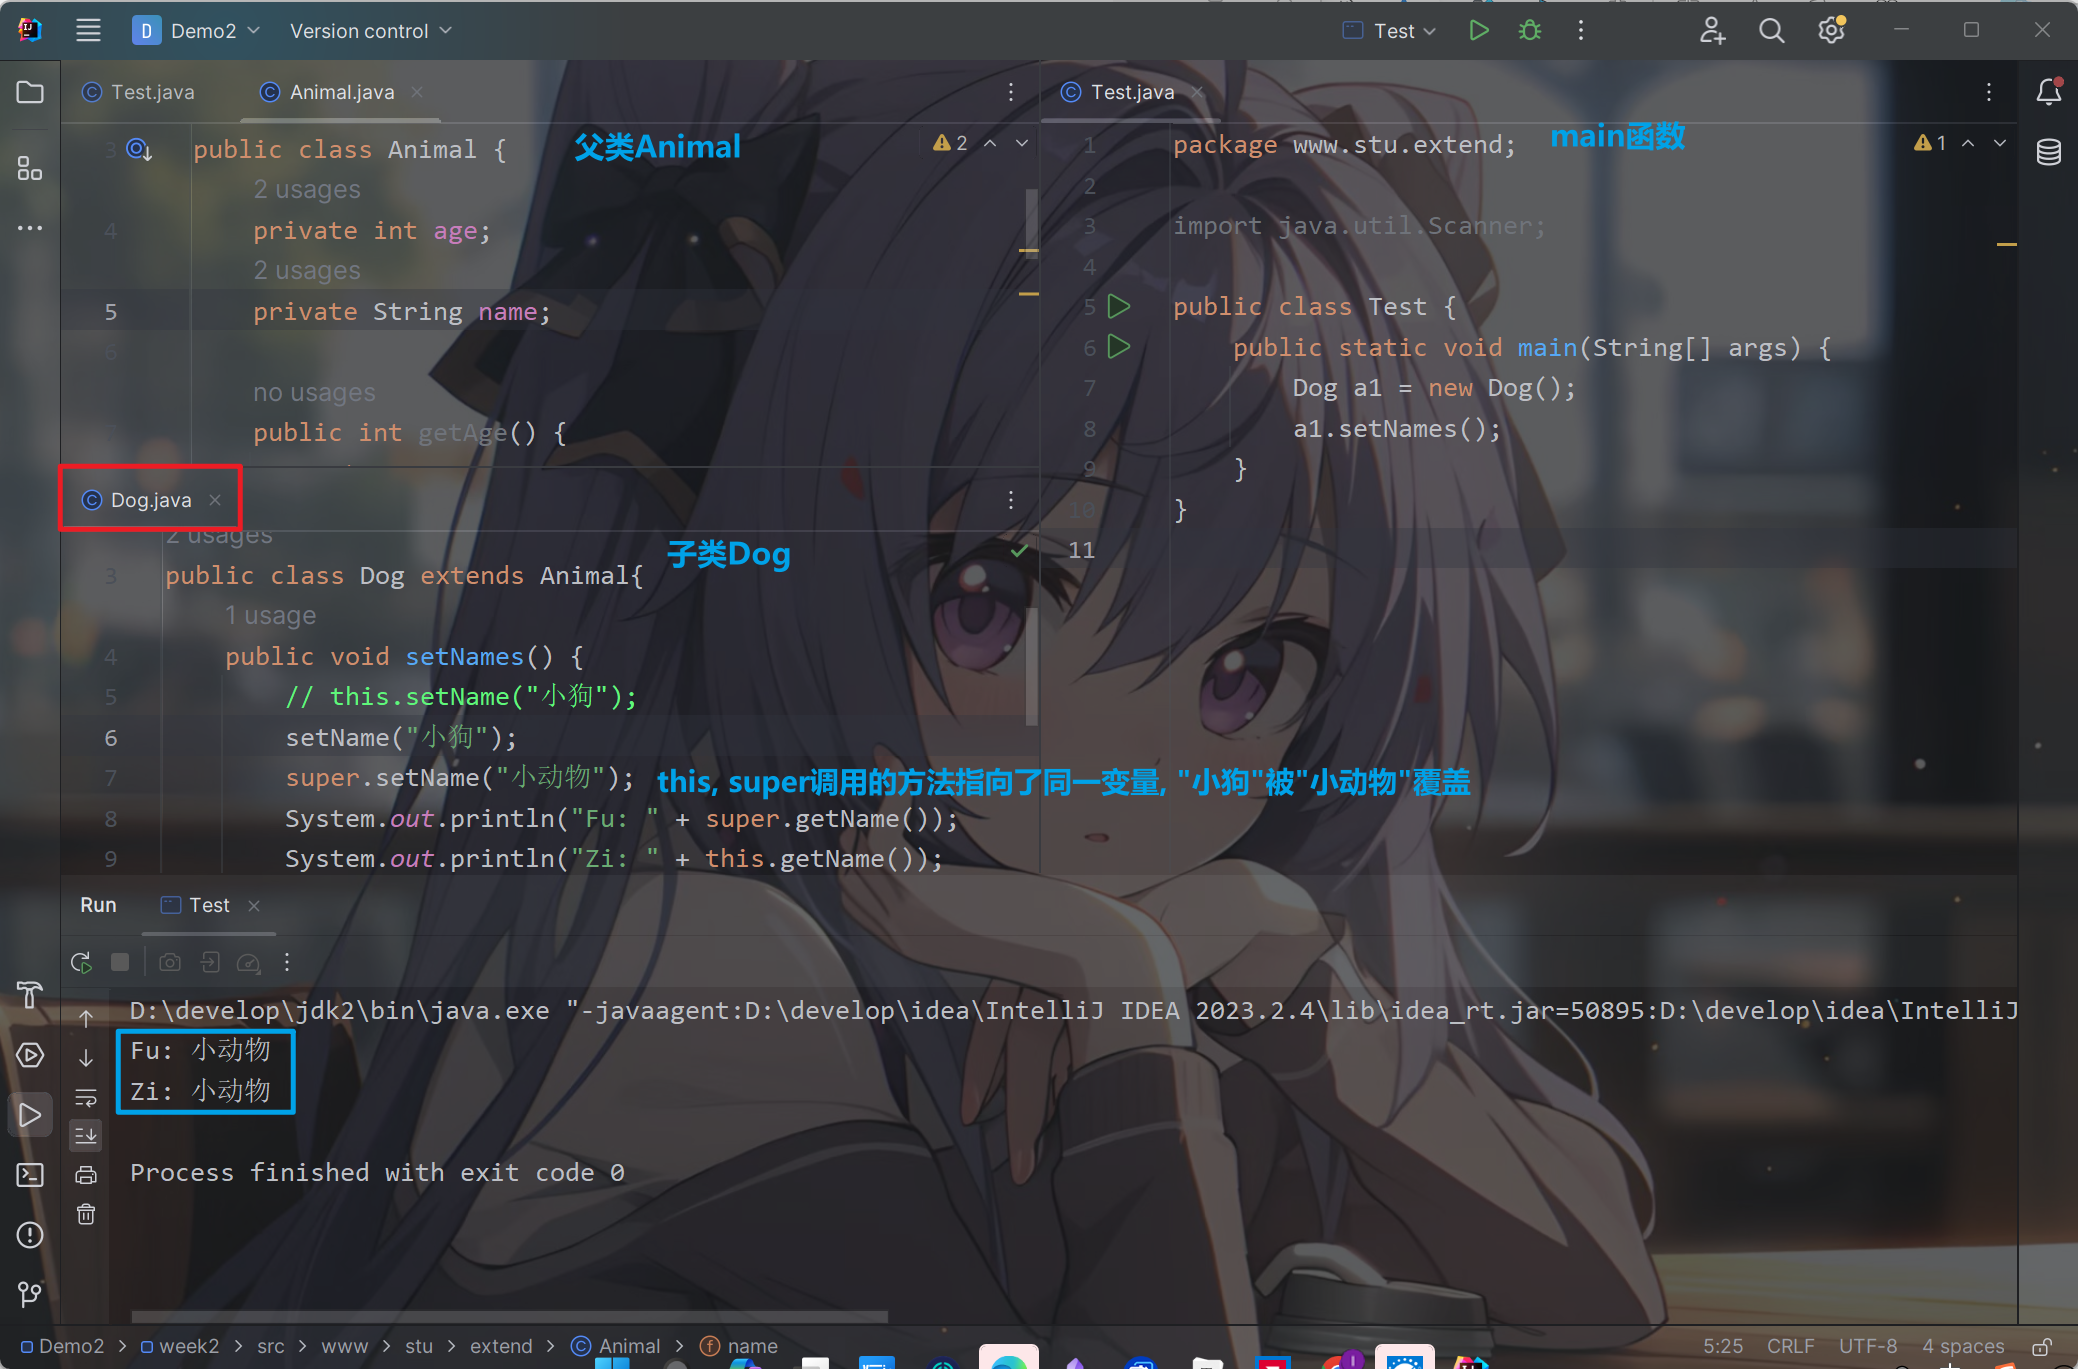 D Demo2 Version control Test
Test.java Animal.java
3 public class Animal { 父类Animal 2
2 usages
4 private int age;
2 usages
5 private String name;
6
no usages
public int getAge() {
Dog.java
2 usages
子类Dog
3 public class Dog extends Animal{
1 usage
4 public void setNames() {
5 // this.setName("小狗");
6 setName("小狗");
7 super.setName("小动物"); this, super调用的方法指向了同一变量, "小狗"被"小动物"覆盖
8 System.out.println("Fu: " + super.getName());
9 System.out.println("Zi: " + this.getName());
Test.java
1 package www.stu.extend; main函数 1
2
3 import java.util.Scanner;
4
5 public class Test {
6 public static void main(String[] args) {
7 Dog a1 = new Dog();
8 a1.setNames();
9 }
10 }
11
Run Test
D:\develop\jdk2\bin\java.exe "-javaagent:D:\develop\idea\IntelliJ IDEA 2023.2.4\lib\idea_rt.jar=50895:D:\develop\idea\IntelliJ
Fu: 小动物
Zi: 小动物
Process finished with exit code 0
Demo2 > week2 > src > www > stu > extend > Animal > name 5:25 CRLF UTF-8 4 spaces